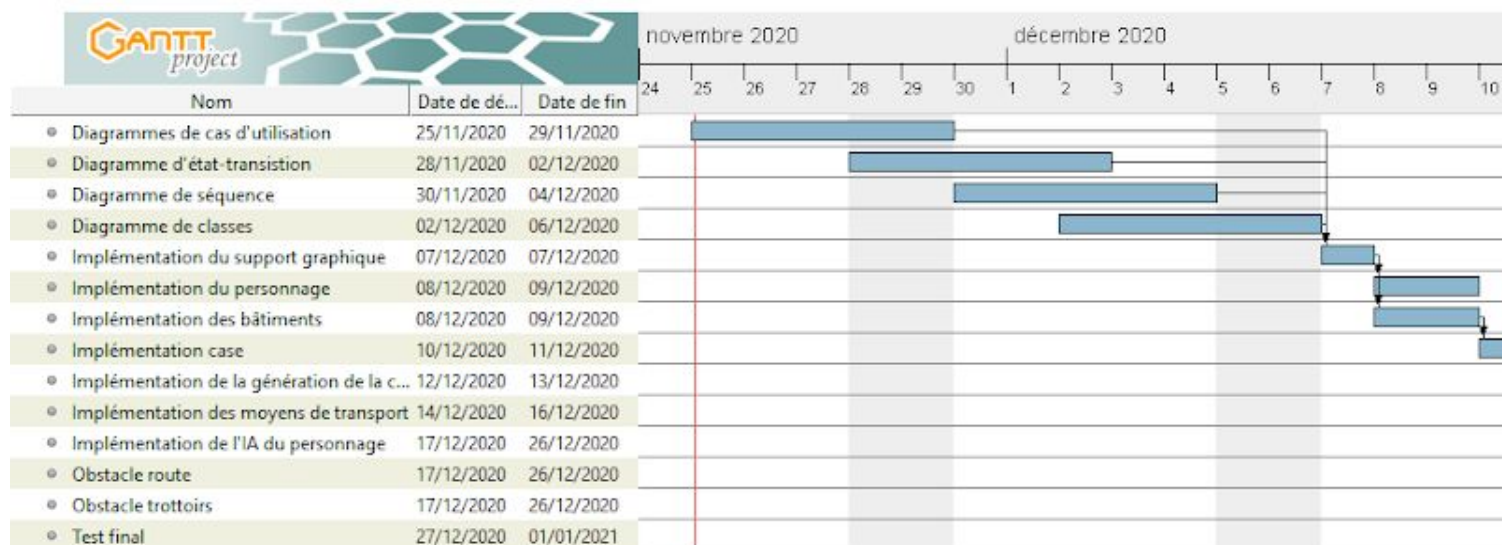 GANTT
project
novembre 2020 décembre 2020
24 25 26 27 28 29 30 1 2 3 4 5 6 7 8 9 10
Nom Date de dé... Date de fin
Diagrammes de cas d'utilisation 25/11/2020 29/11/2020
Diagramme d'état-transistion 28/11/2020 02/12/2020
Diagramme de séquence 30/11/2020 04/12/2020
Diagramme de classes 02/12/2020 06/12/2020
Implémentation du support graphique 07/12/2020 07/12/2020
Implémentation du personnage 08/12/2020 09/12/2020
Implémentation des bâtiments 08/12/2020 09/12/2020
Implémentation case 10/12/2020 11/12/2020
Implémentation de la génération de la c... 12/12/2020 13/12/2020
Implémentation des moyens de transport 14/12/2020 16/12/2020
Implémentation de l'IA du personnage 17/12/2020 26/12/2020
Obstacle route 17/12/2020 26/12/2020
Obstacle trottoirs 17/12/2020 26/12/2020
Test final 27/12/2020 01/01/2021